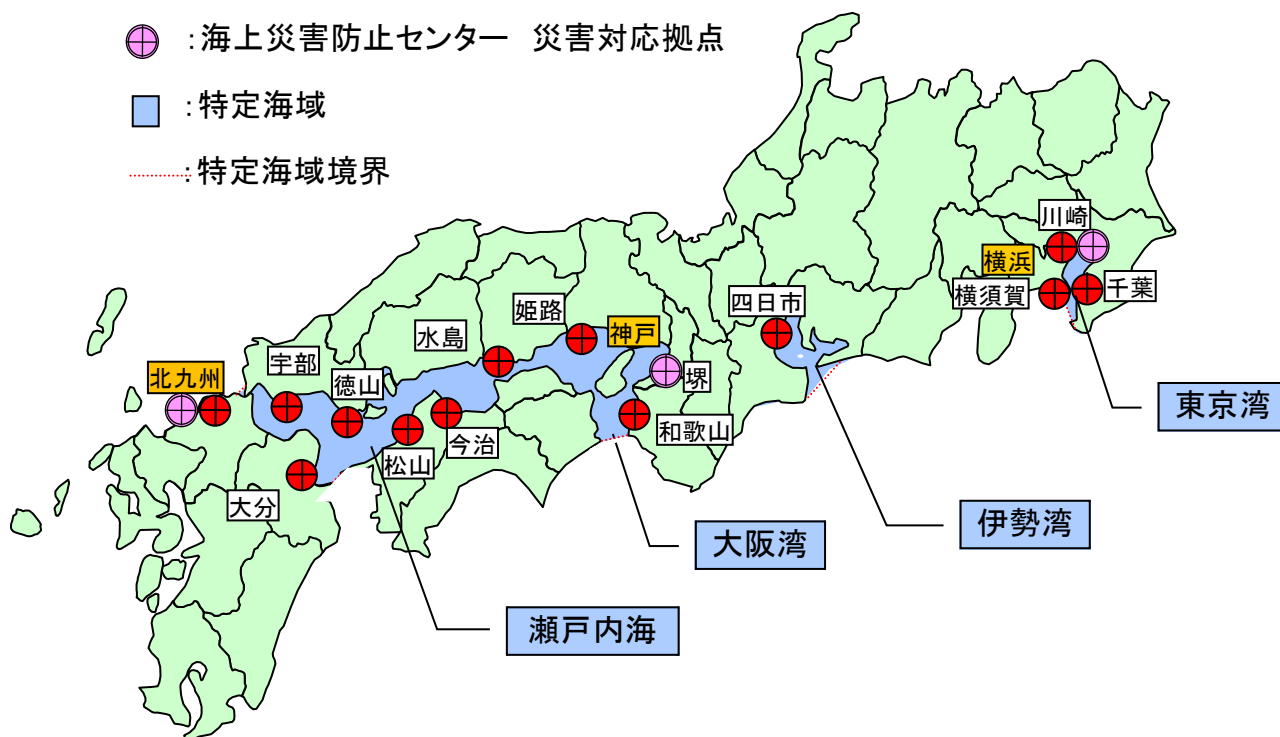 ：海上災害防止センター　災害対応拠点
：特定海域
：特定海域境界
川崎
横浜
横須賀
千葉
四日市
姫路
神戸
水島
堺
宇部
北九州
徳山
和歌山
今治
松山
大分
東京湾
伊勢湾
大阪湾
瀬戸内海